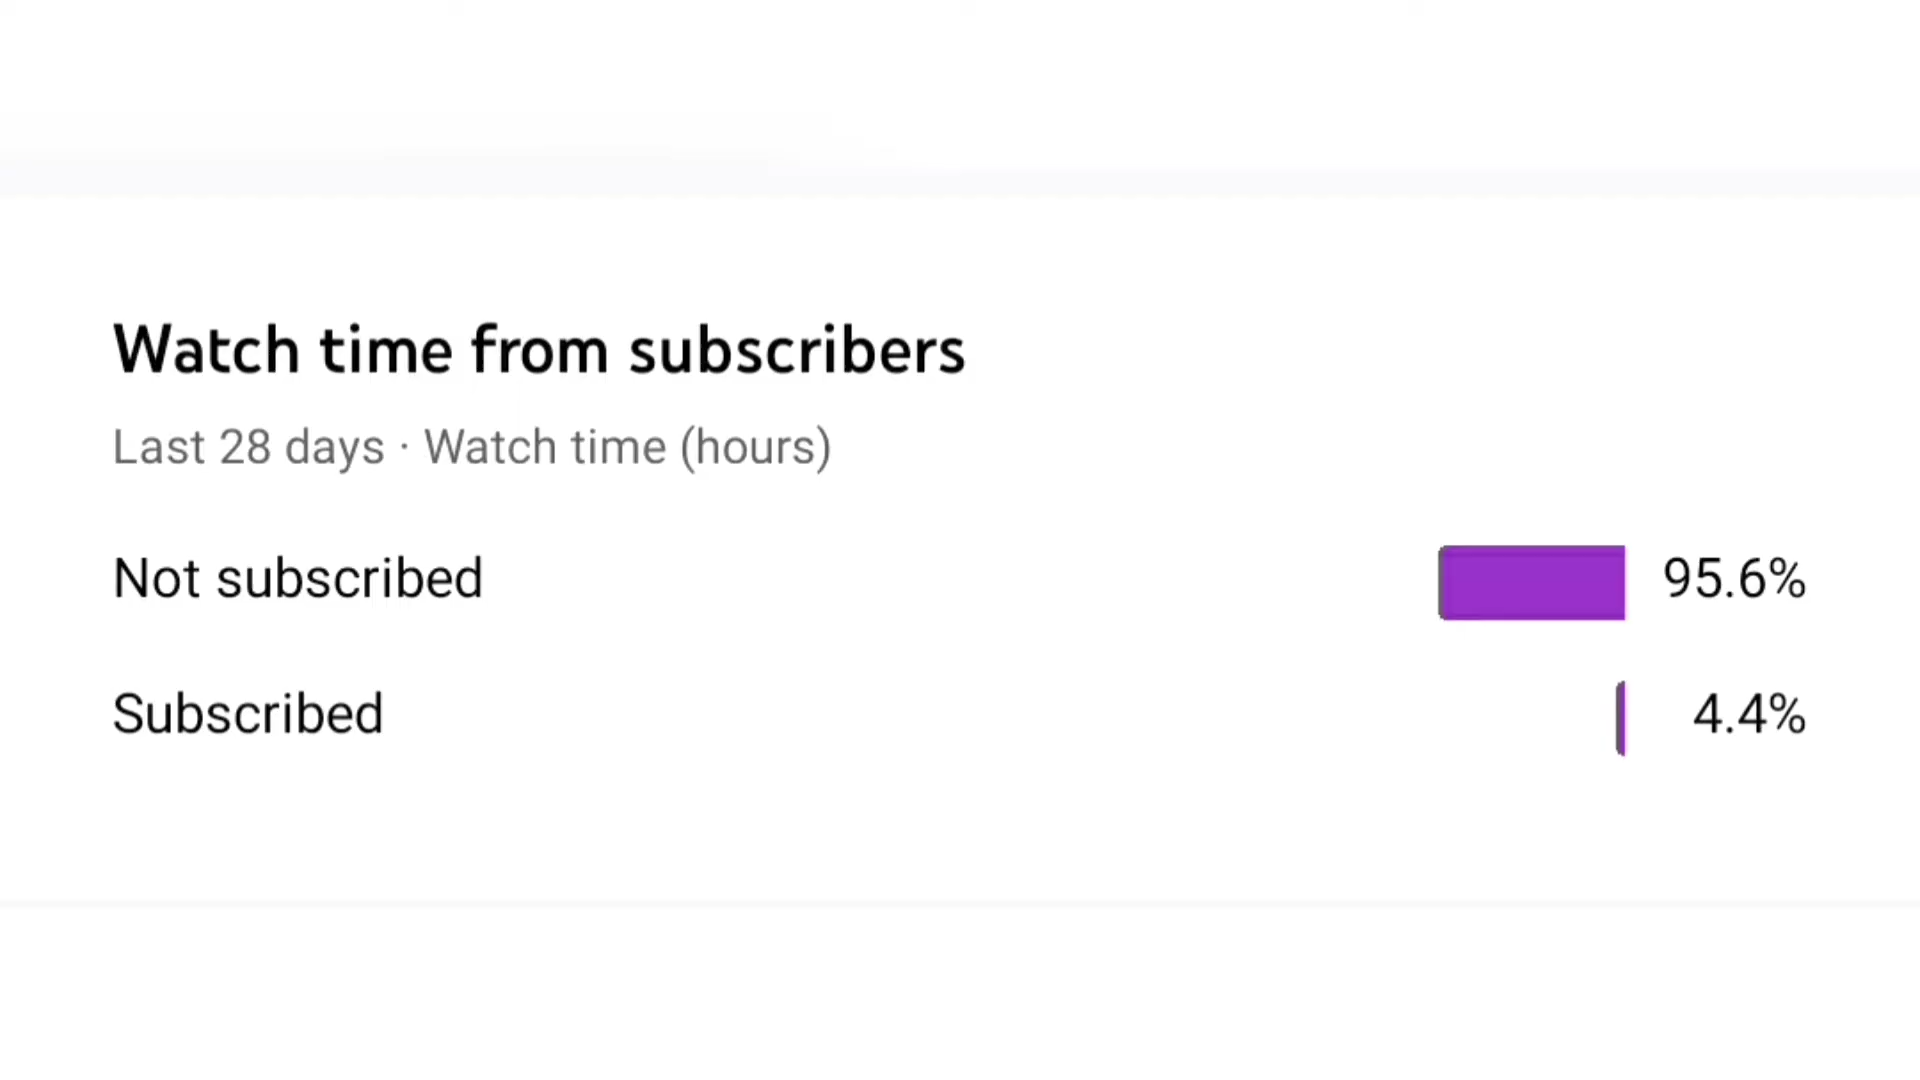 Watch time from subscribers
Last 28 days · Watch time (hours)
Not subscribed 95.6%
Subscribed 4.4%